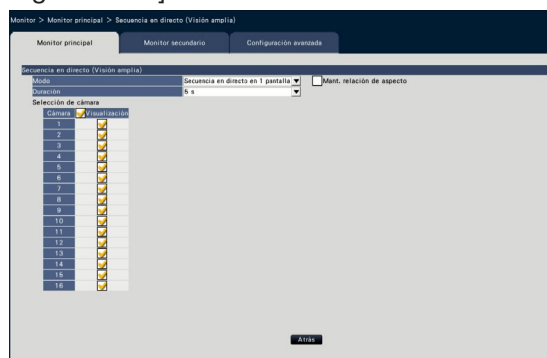 Monitor > Monitor principal > Secuencia en directo (Visión amplia)
Monitor principal Monitor secundario Configuración avanzada
Secuencia en directo (Visión amplia)
Modo Secuencia en directo en 1 pantalla Mant. relación de aspecto
Duración 5 s
Selección de cámara
Cámara Visualización
1
2
3
4
5
6
7
8
9
10
11
12
13
14
15
16
Atrás